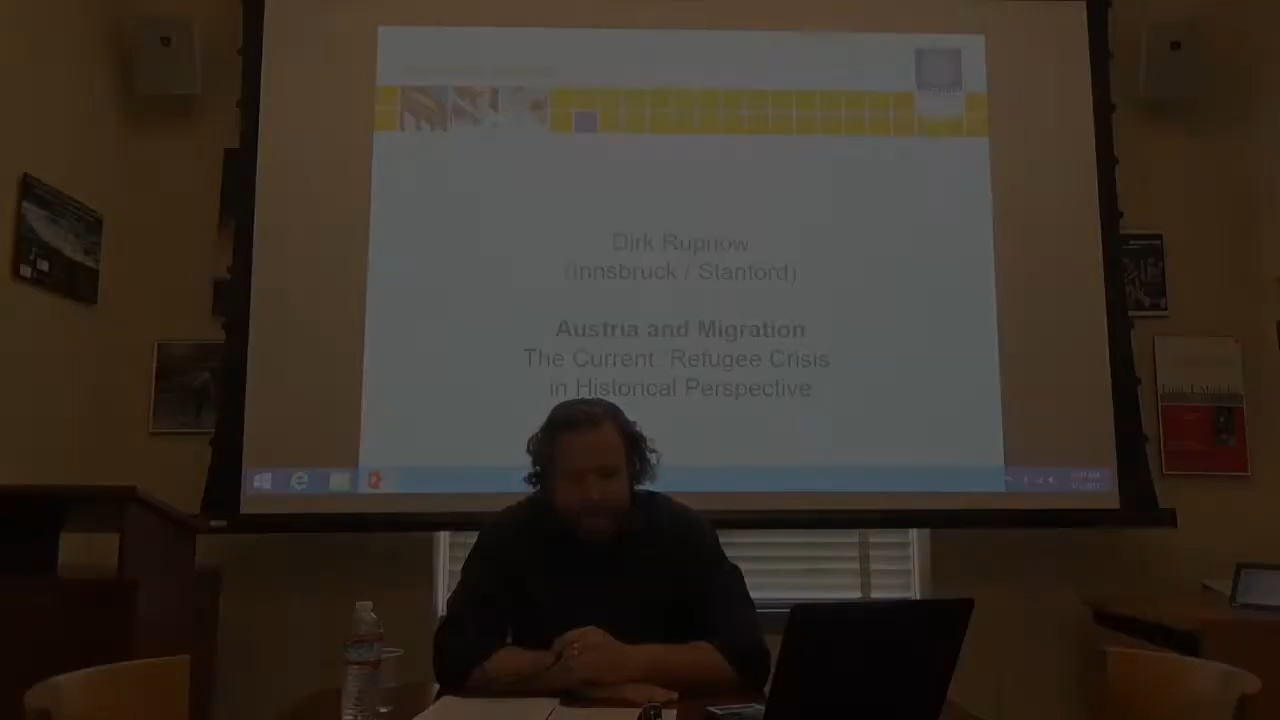 Dirk Rupnow
(Innsbruck / Stanford)
Austria and Migration
The Current "Refugee Crisis
in Historical Perspective